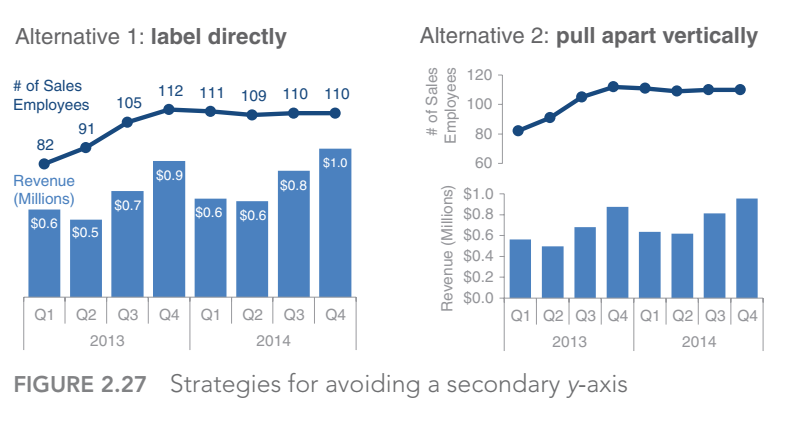 Alternative 1: label directly
# of Sales
Employees
82
91
105
112
111
109
110
110
Revenue
(Millions)
$0.6
$0.5
$0.7
$0.9
$0.6
$0.6
$0.8
$1.0
Q1 Q2 Q3 Q4 Q1 Q2 Q3 Q4
2013 2014
Alternative 2: pull apart vertically
# of Sales
Employees
120
100
80
60
Revenue (Millions)
$1.0
$0.8
$0.6
$0.4
$0.2
$0.0
Q1 Q2 Q3 Q4 Q1 Q2 Q3 Q4
2013 2014
FIGURE 2.27 Strategies for avoiding a secondary y-axis